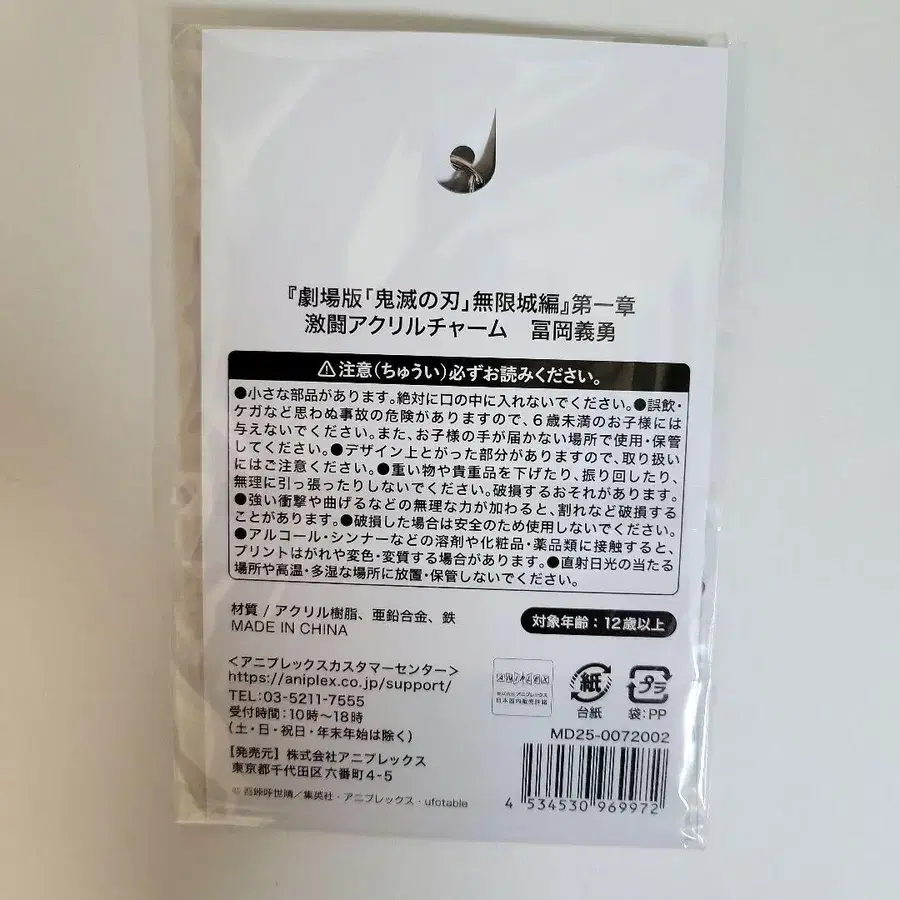 『劇場版「鬼滅の刃」無限城編』第一章
激闘アクリルチャーム 冨岡義勇
⚠注意(ちゅうい)必ずお読みください。
●小さな部品があります。絶対に口の中に入れないでください。●誤飲・
ケガなど思わぬ事故の危険がありますので、6歳未満のお子様には
与えないでください。また、お子様の手が届かない場所で使用・保管
してください。●デザイン上とがった部分がありますので、取り扱い
にはご注意ください。●重い物や貴重品を下げたり、振り回したり、
無理に引っ張ったりしないでください。破損するおそれがあります。
●強い衝撃や曲げるなどの無理な力が加わると、割れなど破損する
ことがあります。●破損した場合は安全のため使用しないでください。
●アルコール・シンナーなどの溶剤や化粧品・薬品類に接触すると、
プリントはがれや変色・変質する場合があります。●直射日光の当たる
場所や高温・多湿な場所に放置・保管しないでください。
材質 / アクリル樹脂、亜鉛合金、鉄
MADE IN CHINA
対象年齢:12歳以上
<アニプレックスカスタマーセンター>
https://aniplex.co.jp/support/
TEL:03-5211-7555
受付時間:10時~18時
(土・日・祝日・年末年始は除く)
【発売元】株式会社アニプレックス
東京都千代田区六番町4-5
© 吾峠呼世晴/集英社・アニプレックス・ufotable
ANIPLEX
株式会社アニプレックス
日本国内販売許諾
紙
台紙
プラ
袋:PP
MD25-0072002
4 534530 969972